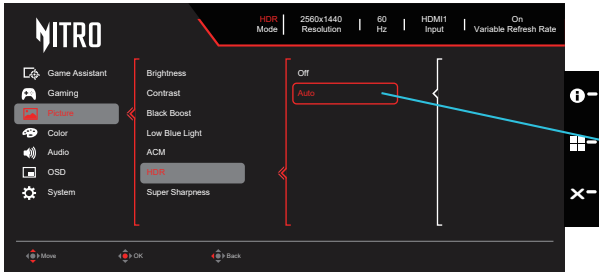 NITRO
HDR 2560x1440 60 HDMI1 On
Mode Resolution Hz Input Variable Refresh Rate
Game Assistant
Gaming
Picture
Color
Audio
OSD
System
Brightness
Contrast
Black Boost
Low Blue Light
ACM
HDR
Super Sharpness
Off
Auto
Move OK Back